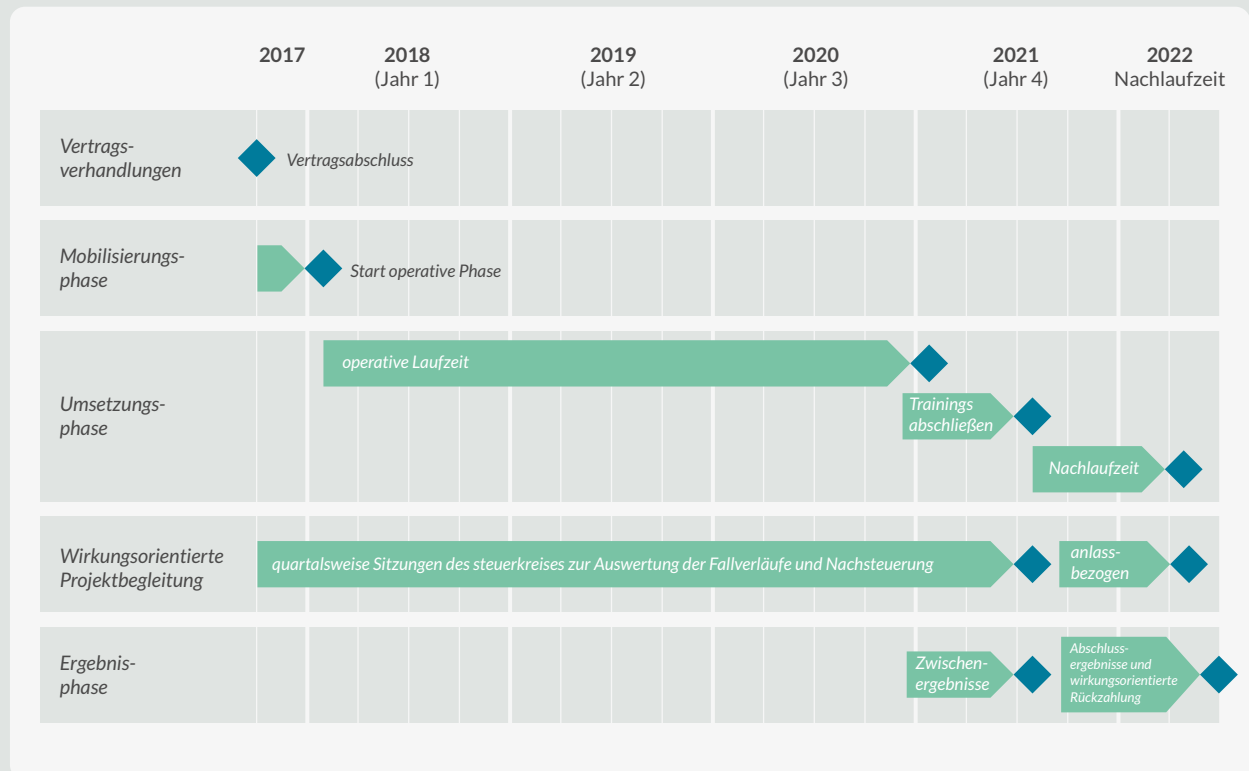 2017
2018
(Jahr 1)
2019
(Jahr 2)
2020
(Jahr 3)
2021
(Jahr 4)
2022
Nachlaufzeit
Vertrags-
verhandlungen
Vertragsabschluss
Mobilisierungs-
phase
Start operative Phase
Umsetzungs-
phase
operative Laufzeit
Trainings
abschließen
Nachlaufzeit
Wirkungsorientierte
Projektbegleitung
quartalsweise Sitzungen des steuerkreises zur Auswertung der Fallverläufe und Nachsteuerung
anlass-
bezogen
Ergebnis-
phase
Zwischen-
ergebnisse
Abschluss-
ergebnisse und
wirkungsorientierte
Rückzahlung